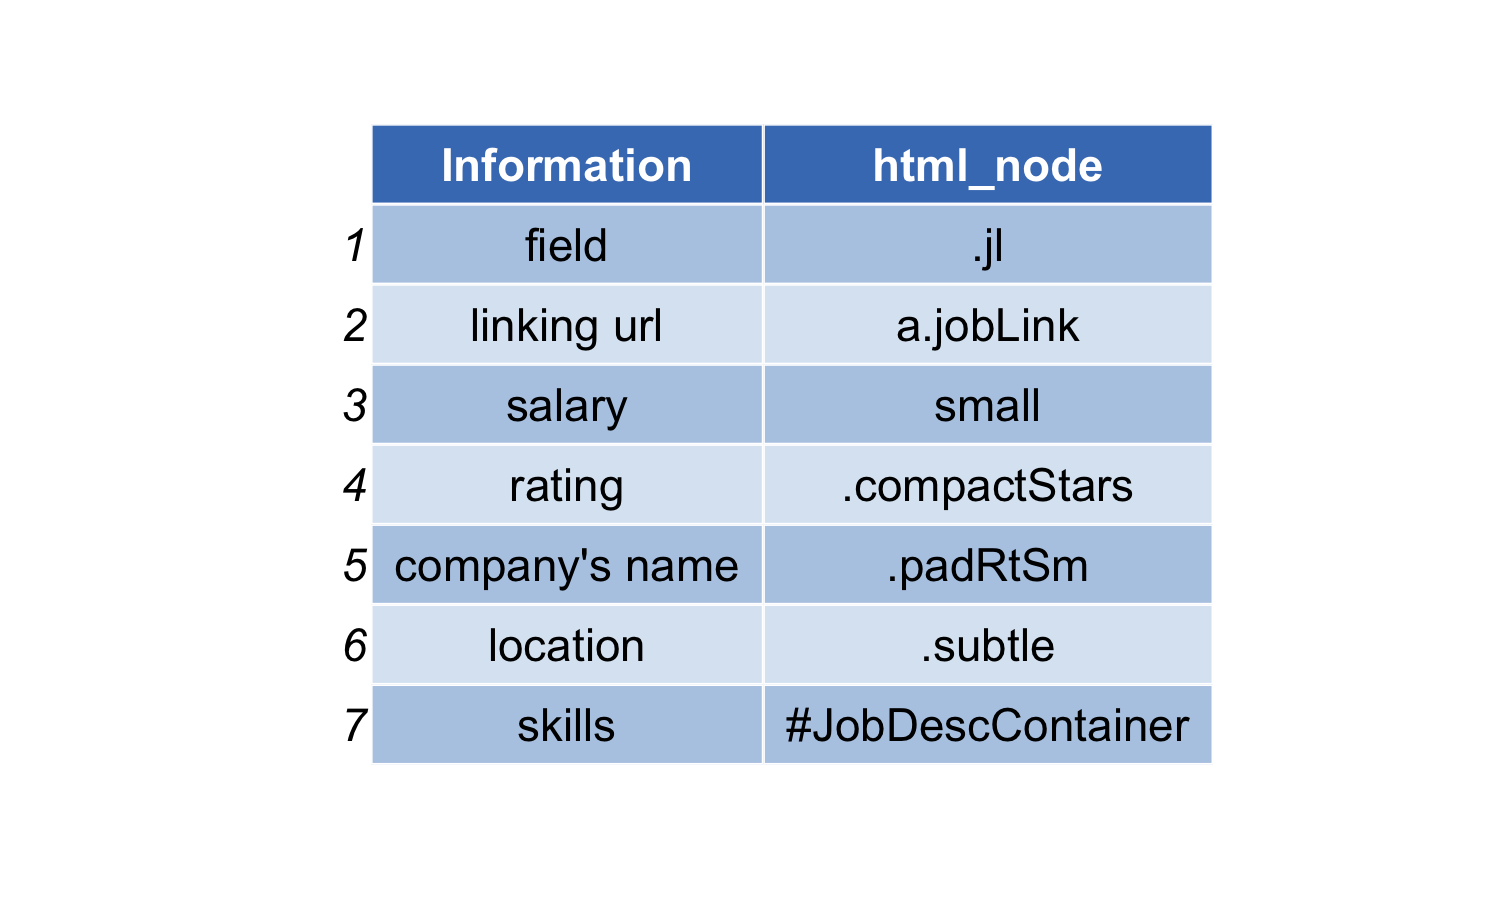 Information html_node
1 field .jl
2 linking url a.jobLink
3 salary small
4 rating .compactStars
5 company's name .padRtSm
6 location .subtle
7 skills #JobDescContainer